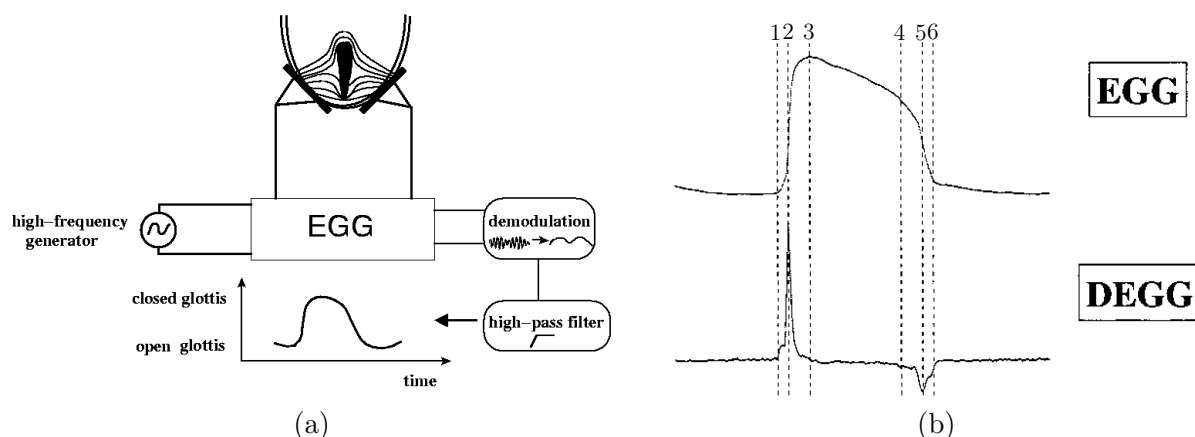 high–frequency
generator
EGG
demodulation
closed glottis
open glottis
time
high–pass filter
(a)
1 2 3 4 5 6
EGG
DEGG
(b)